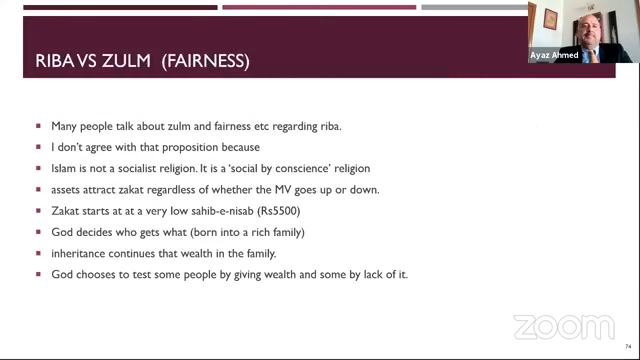 RIBA VS ZULM (FAIRNESS)
Ayaz Ahmed
Many people talk about zulm and fairness etc regarding riba.
I don't agree with that proposition because
Islam is not a socialist religion. It is a 'social by conscience' religion
assets attract zakat regardless of whether the MV goes up or down.
Zakat starts at at a very low sahib-e-nisab (Rs5500)
God decides who gets what (born into a rich family)
inheritance continues that wealth in the family.
God chooses to test some people by giving wealth and some by lack of it.
zoom
74